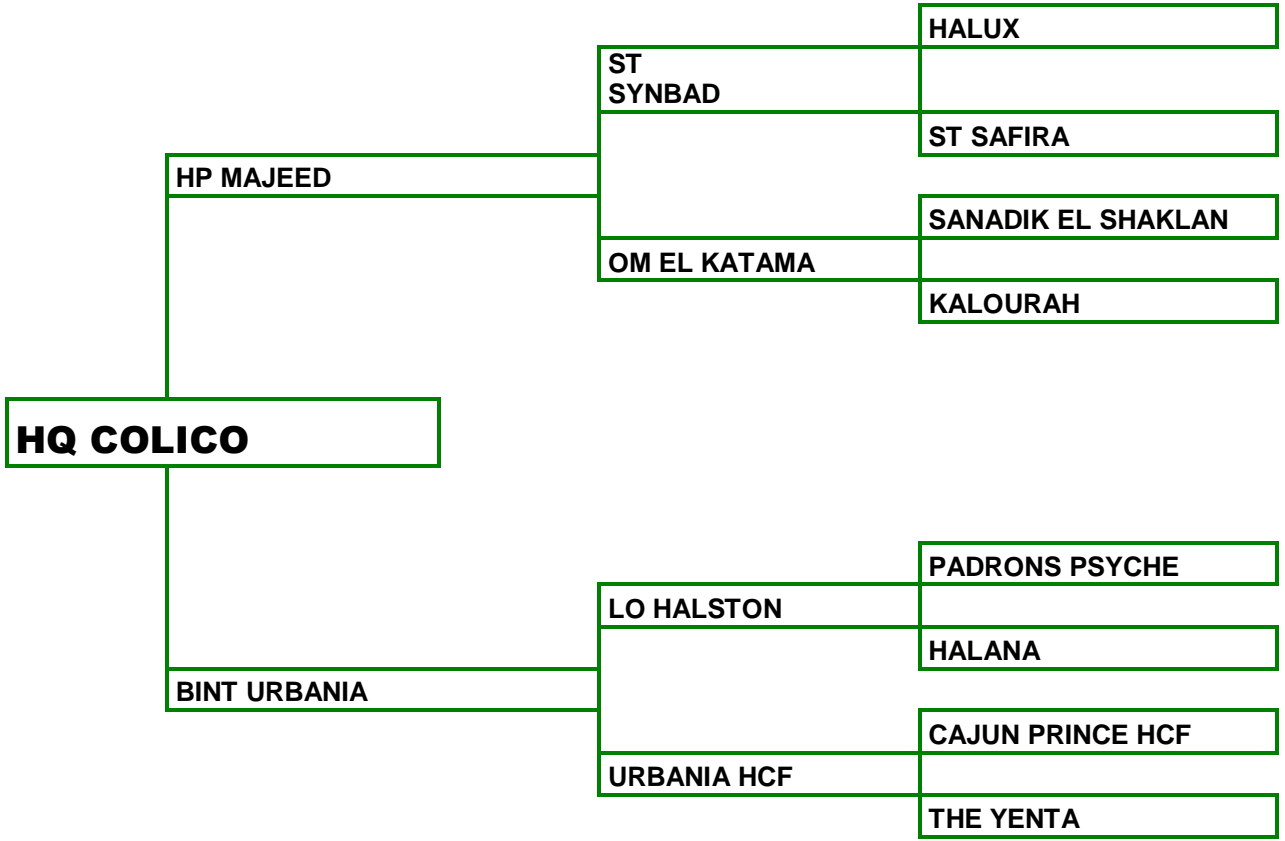 HALUX
ST
SYNBAD
ST SAFIRA
HP MAJEED
SANADIK EL SHAKLAN
OM EL KATAMA
KALOURAH
HQ COLICO
PADRONS PSYCHE
LO HALSTON
HALANA
BINT URBANIA
CAJUN PRINCE HCF
URBANIA HCF
THE YENTA